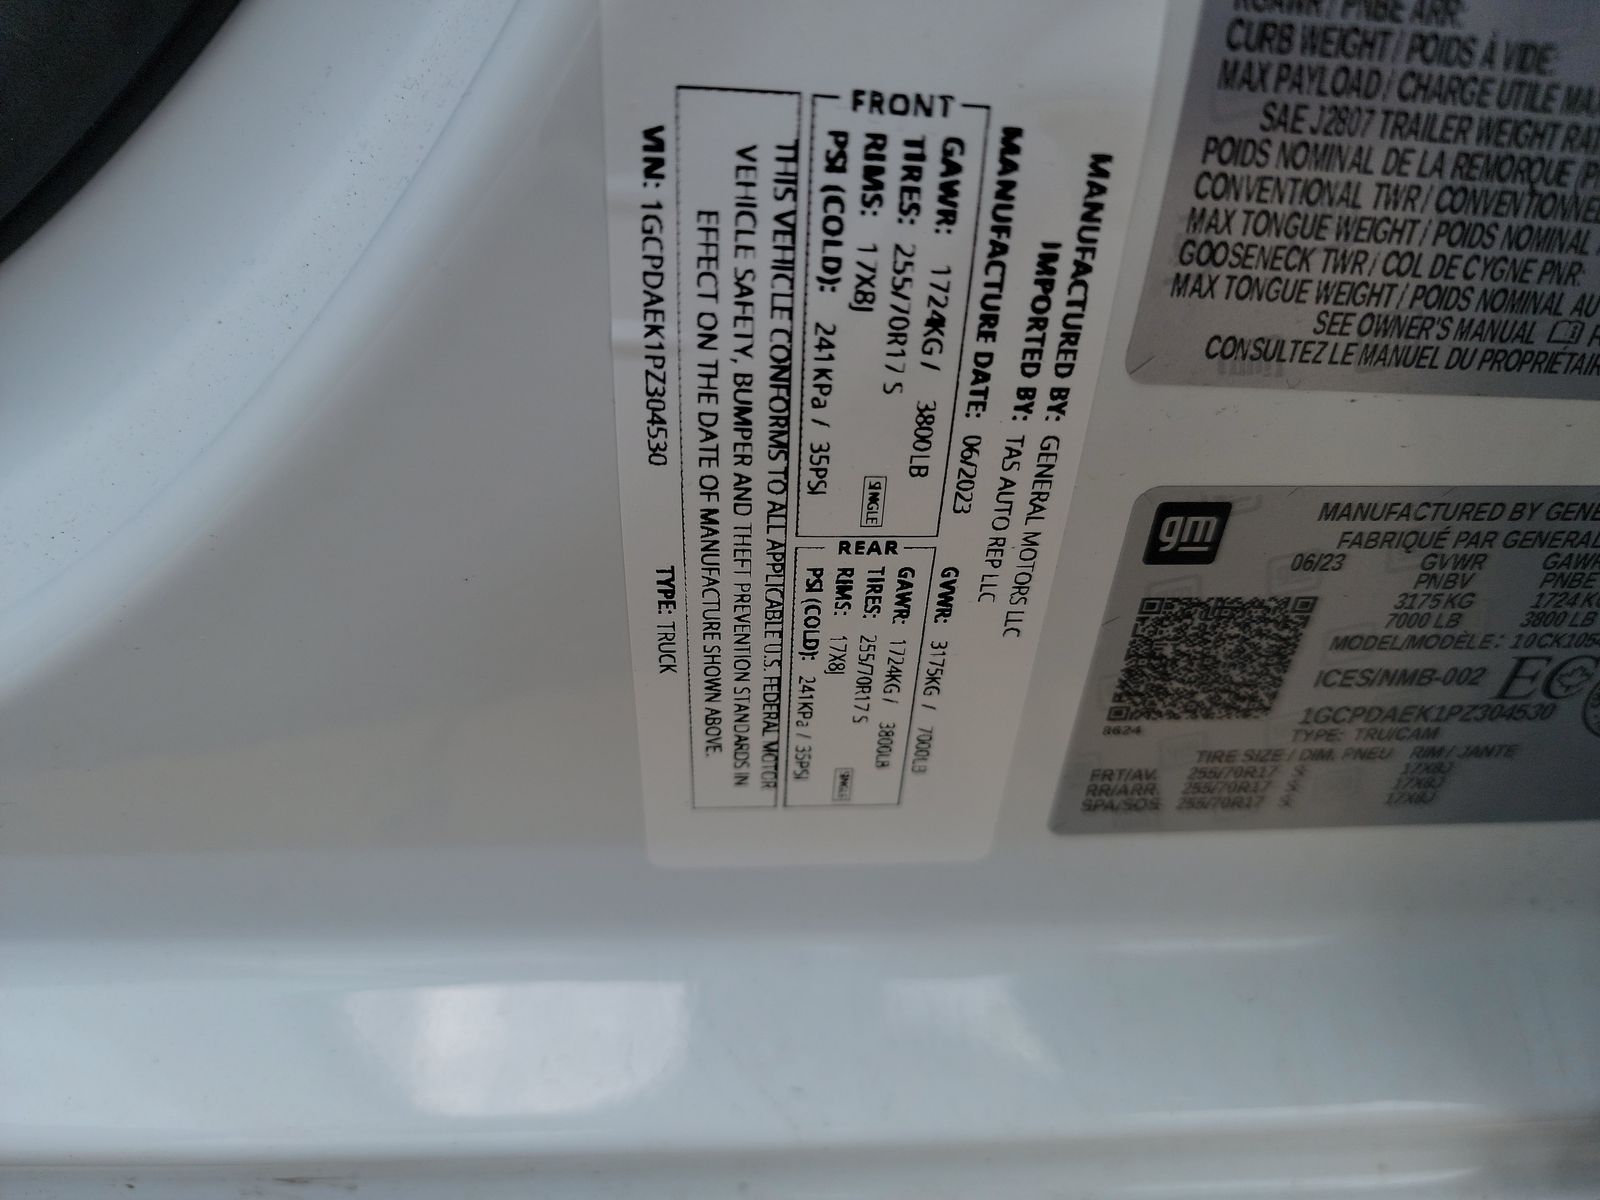 MANUFACTURED BY: GENERAL MOTORS LLC
IMPORTED BY: TAS AUTO REP LLC
MANUFACTURE DATE: 06/2023
GVWR: 3175KG / 7000LB
FRONT
GAWR: 1724KG / 3800LB
TIRES: 255/70R17 S
RIMS: 17X8J SINGLE
PSI (COLD): 241KPa / 35PSI
REAR
GAWR: 1724KG / 3800LB
TIRES: 255/70R17 S
RIMS: 17X8J SINGLE
PSI (COLD): 241KPa / 35PSI
THIS VEHICLE CONFORMS TO ALL APPLICABLE U.S. FEDERAL MOTOR
VEHICLE SAFETY, BUMPER AND THEFT PREVENTION STANDARDS IN
EFFECT ON THE DATE OF MANUFACTURE SHOWN ABOVE.
VIN: 1GCPDAEK1PZ304530 TYPE: TRUCK
RGAWR / PNBE ARR:
CURB WEIGHT / POIDS À VIDE:
MAX PAYLOAD / CHARGE UTILE
SAE J2807 TRAILER WEIGHT
POIDS NOMINAL DE LA REMORQUE
CONVENTIONAL TWR /
MAX TONGUE WEIGHT / POIDS NOMINAL
GOOSENECK TWR / COL DE CYGNE PNR:
MAX TONGUE WEIGHT / POIDS NOMINAL AU
SEE OWNER'S MANUAL
CONSULTEZ LE MANUEL DU
gm
MANUFACTURED BY
FABRIQUÉ PAR GENERAL
06/23 GVWR
PNBV
3175 KG 1724
7000 LB 3800 LB
MODEL/MODÈLE:
ICES/NMB-002
1GCPDAEK1PZ304530
TYPE: TRU/CAM
8624
TIRE SIZE / DIM. PNEU RIM / JANTE
FRT/AV. 255/70R17 S 17X8J
RR/ARR. 255/70R17 S 17X8J
SPA/SOS. 255/70R17 S 17X8J